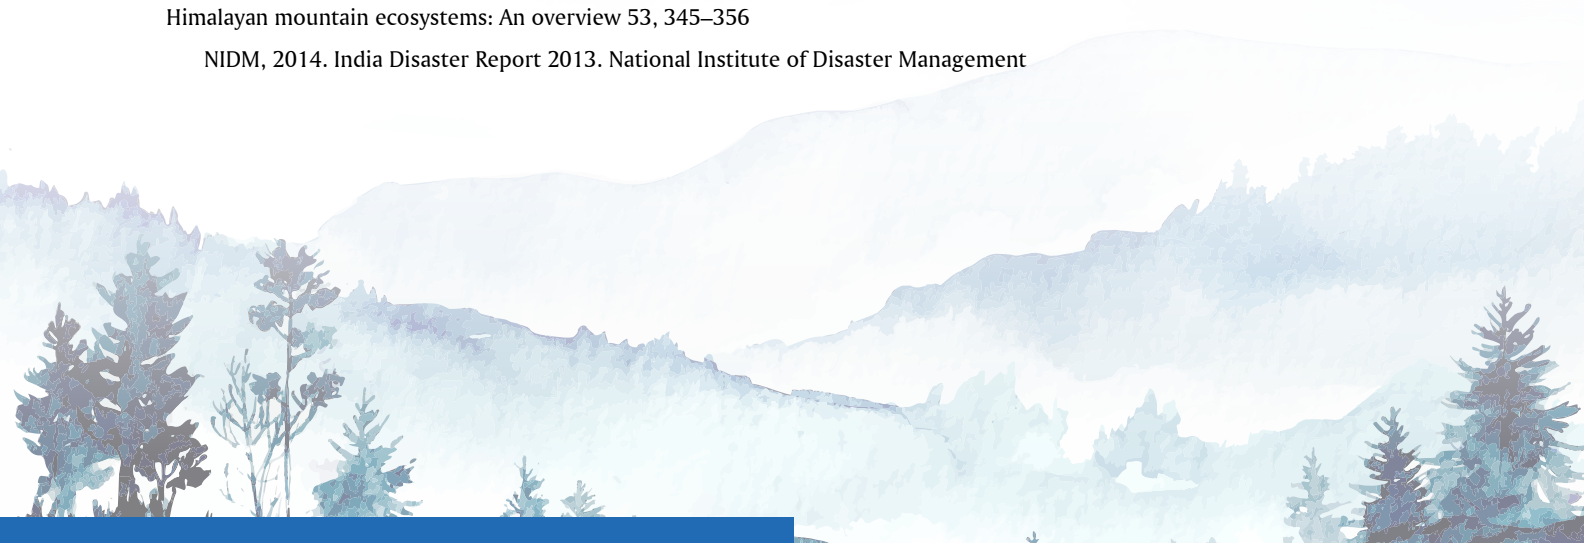 Himalayan mountain ecosystems: An overview 53, 345–356
NIDM, 2014. India Disaster Report 2013. National Institute of Disaster Management